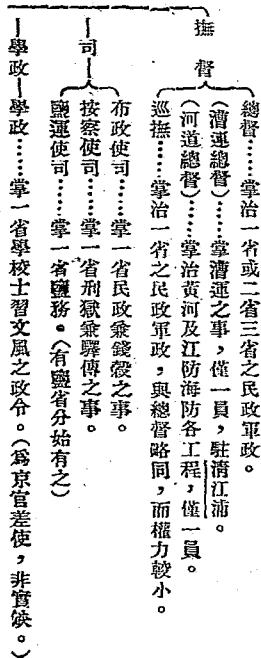 督撫
總督……掌治一省或二省三省之民政軍政。
(漕運總督)……掌漕運之事,僅一員,駐清江浦。
(河道總督)……掌治黃河及江防海防各工程,僅一員。
巡撫……掌治一省之民政軍政,與總督略同,而權力較小。
司
布政使司……掌一省民政兼錢穀之事。
按察使司……掌一省刑獄兼驛傳之事。
鹽運使司……掌一省鹽務。(有鹽省分始有之)
學政——學政……掌一省學校士習文風之政令。(爲京官差使,非實缺。)